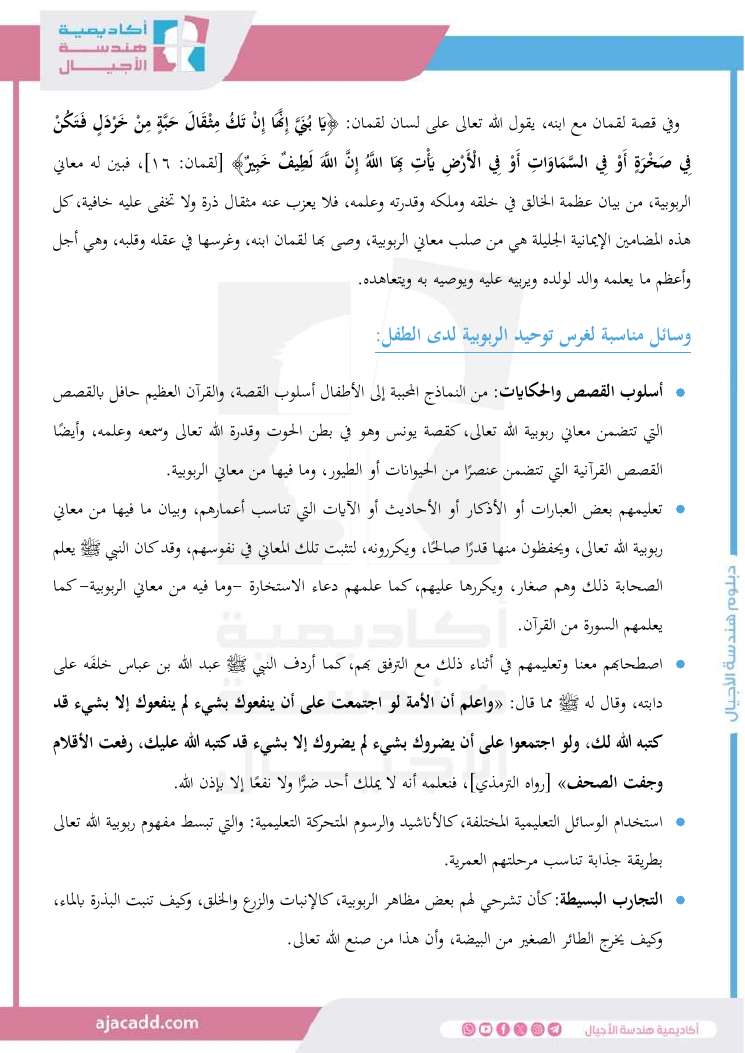 أكاديمية
هندسة
الأجيال
وفي قصة لقمان مع ابنه، يقول الله تعالى على لسان لقمان: ﴿يَا بُنَيَّ إِنَّهَا إِنْ تَكُ مِثْقَالَ حَبَّةٍ مِنْ خَرْدَلٍ فَتَكُنْ
فِي صَخْرَةٍ أَوْ فِي السَّمَاوَاتِ أَوْ فِي الْأَرْضِ يَأْتِ بِهَا اللَّهُ إِنَّ اللَّهَ لَطِيفٌ خَبِيرٌ﴾ [لقمان: ١٦]، فبين له معاني
الربوبية، من بيان عظمة الخالق في خلقه وملكه وقدرته وعلمه، فلا يعزب عنه مثقال ذرة ولا تخفى عليه خافية، كل
هذه المضامين الإيمانية الجليلة هي من صلب معاني الربوبية، وصى بها لقمان ابنه، وغرسها في عقله وقلبه، وهي أجل
وأعظم ما يعلمه والد لولده ويربيه عليه ويوصيه به ويتعاهده.
وسائل مناسبة لغرس توحيد الربوبية لدى الطفل:
• أسلوب القصص والحكايات: من النماذج المحببة إلى الأطفال أسلوب القصة، والقرآن العظيم حافل بالقصص
التي تتضمن معاني ربوبية الله تعالى، كقصة يونس وهو في بطن الحوت وقدرة الله تعالى وسمعه وعلمه، وأيضًا
القصص القرآنية التي تتضمن عنصرًا من الحيوانات أو الطيور، وما فيها من معاني الربوبية.
• تعليمهم بعض العبارات أو الأذكار أو الأحاديث أو الآيات التي تناسب أعمارهم، وبيان ما فيها من معاني
ربوبية الله تعالى، ويحفظون منها قدرًا صالحًا، ويكررونه، لتثبت تلك المعاني في نفوسهم، وقد كان النبي ﷺ يعلم
الصحابة ذلك وهم صغار، ويكررها عليهم، كما علمهم دعاء الاستخارة -وما فيه من معاني الربوبية- كما
يعلمهم السورة من القرآن.
• اصطحابهم معنا وتعليمهم في أثناء ذلك مع الترفق بهم، كما أردف النبي ﷺ عبد الله بن عباس خلفَه على
دابته، وقال له ﷺ مما قال: «واعلم أن الأمة لو اجتمعت على أن ينفعوك بشيء لم ينفعوك إلا بشيء قد
كتبه الله لك، ولو اجتمعوا على أن يضروك بشيء لم يضروك إلا بشيء قد كتبه الله عليك، رفعت الأقلام
وجفت الصحف» [رواه الترمذي]، فنعلمه أنه لا يملك أحد ضرًّا ولا نفعًا إلا بإذن الله.
• استخدام الوسائل التعليمية المختلفة، كالأناشيد والرسوم المتحركة التعليمية: والتي تبسط مفهوم ربوبية الله تعالى
بطريقة جذابة تناسب مرحلتهم العمرية.
• التجارب البسيطة: كأن تشرحي لهم بعض مظاهر الربوبية، كالإنبات والزرع والخلق، وكيف تنبت البذرة بالماء،
وكيف يخرج الطائر الصغير من البيضة، وأن هذا من صنع الله تعالى.
دبلوم هندسة الأجيال
أكاديمية
هندسة
الأجيال
أكاديمية هندسة الأجيال
ajacadd.com